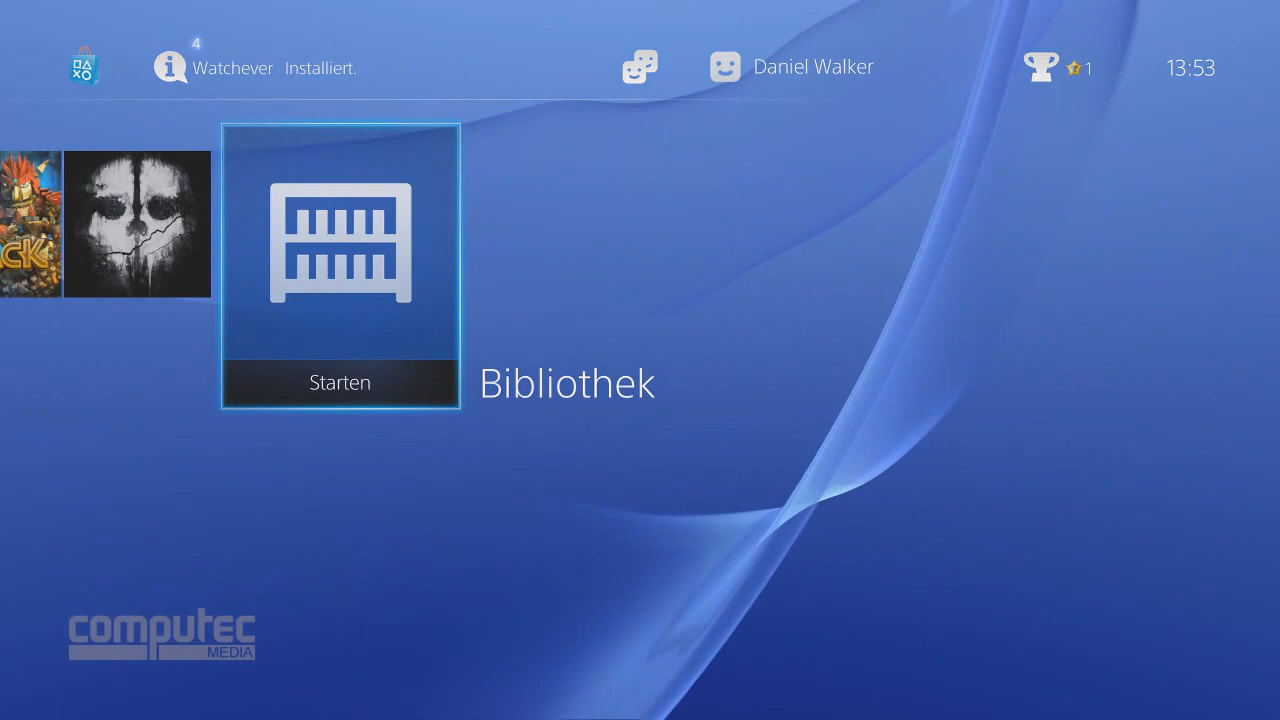 4
Watchever Installiert.
Daniel Walker
1
13:53
CK
Starten
Bibliothek
computec
MEDIA